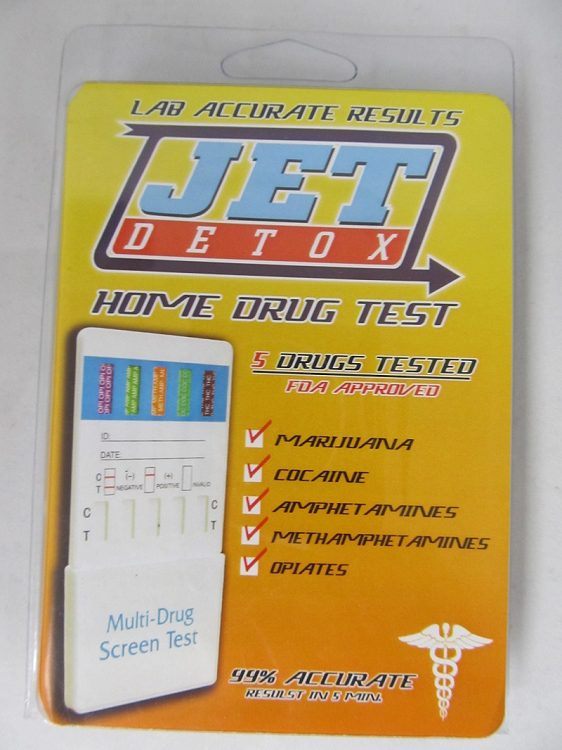 LAB ACCURATE RESULTS
JET
DETOX
HOME DRUG TEST
5 DRUGS TESTED
FDA APPROVED
MARIJUANA
COCAINE
AMPHETAMINES
METHAMPHETAMINES
OPIATES
ID:
DATE:
C (-) (+)
T NEGATIVE POSITIVE INVALID
C C
T T
Multi-Drug
Screen Test
99% ACCURATE
RESULST IN 5 MIN.